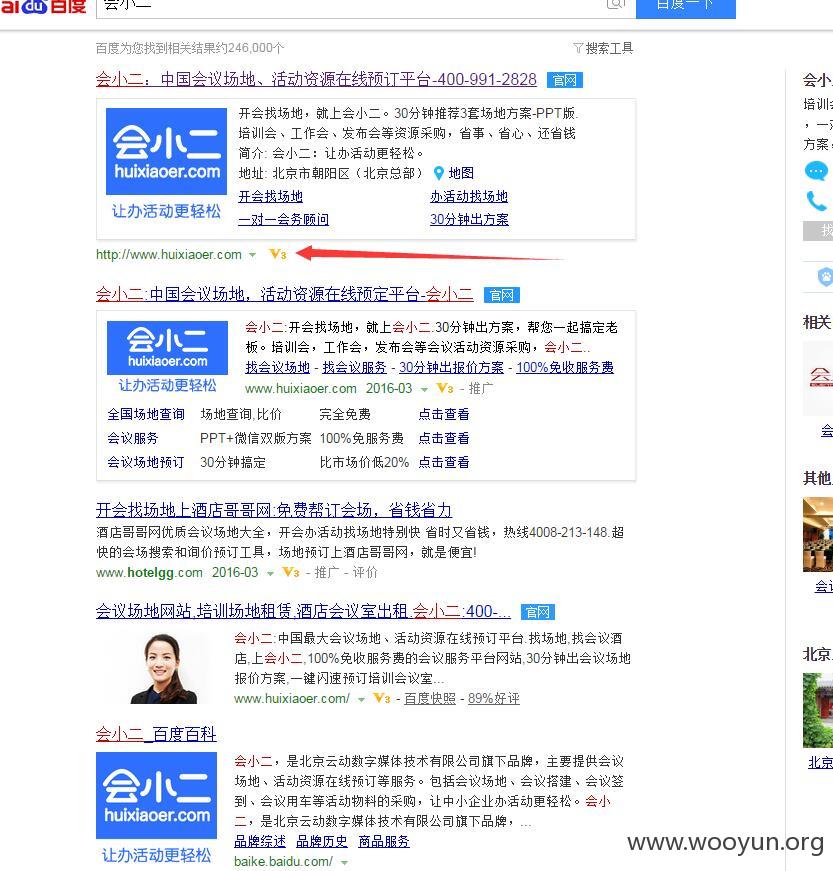 百度
会小二
百度一下
百度为您找到相关结果约246,000个
搜索工具
会小二：中国会议场地、活动资源在线预订平台-400-991-2828 官网
会小二
huixiaoer.com
让办活动更轻松
开会找场地，就上会小二。30分钟推荐3套场地方案-PPT版.
培训会、工作会、发布会等资源采购，省事、省心、还省钱
简介: 会小二：让办活动更轻松。
地址: 北京市朝阳区（北京总部） 地图
开会找场地 办活动找场地
一对一会务顾问 30分钟出方案
http://www.huixiaoer.com V3
会小二:中国会议场地，活动资源在线预定平台-会小二 官网
会小二
huixiaoer.com
让办活动更轻松
会小二:开会找场地，就上会小二.30分钟出方案，帮您一起搞定老
板。培训会，工作会，发布会等会议活动资源采购，会小二..
找会议场地 - 找会议服务 - 30分钟出报价方案 - 100%免收服务费
www.huixiaoer.com 2016-03 V3 - 推广
全国场地查询 场地查询,比价 完全免费 点击查看
会议服务 PPT+微信双版方案 100%免服务费 点击查看
会议场地预订 30分钟搞定 比市场价低20% 点击查看
开会找场地上酒店哥哥网:免费帮订会场，省钱省力
酒店哥哥网优质会议场地大全，开会办活动找场地特别快 省时又省钱，热线4008-213-148.超
快的会场搜索和询价预订工具，场地预订上酒店哥哥网，就是便宜!
www.hotelgg.com 2016-03 V3 - 推广 - 评价
会议场地网站,培训场地租赁,酒店会议室出租.会小二:400-... 官网
会小二:中国最大会议场地、活动资源在线预订平台.找场地,找会议酒
店,上会小二,100%免收服务费的会议服务平台网站,30分钟出会议场地
报价方案,一键闪速预订培训会议室...
www.huixiaoer.com/ V3 - 百度快照 - 89%好评
会小二_百度百科
会小二
huixiaoer.com
让办活动更轻松
会小二，是北京云动数字媒体技术有限公司旗下品牌，主要提供会议
场地、活动资源在线预订等服务。包括会议场地、会议搭建、会议签
到、会议用车等活动物料的采购，让中小企业办活动更轻松。会小
二，是北京云动数字媒体技术有限公司旗下品牌，...
品牌综述 品牌历史 商品服务
baike.baidu.com/
会小
培训会
，一对
方案，
找
相关
会
其他
会议
北京
北京
www.wooyun.org